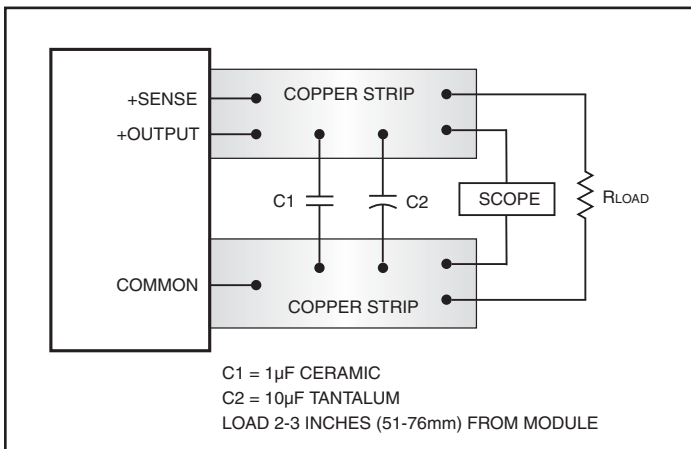 +SENSE
COPPER STRIP
+OUTPUT
C1
C2
SCOPE
RLOAD
COMMON
COPPER STRIP
C1 = 1µF CERAMIC
C2 = 10µF TANTALUM
LOAD 2-3 INCHES (51-76mm) FROM MODULE